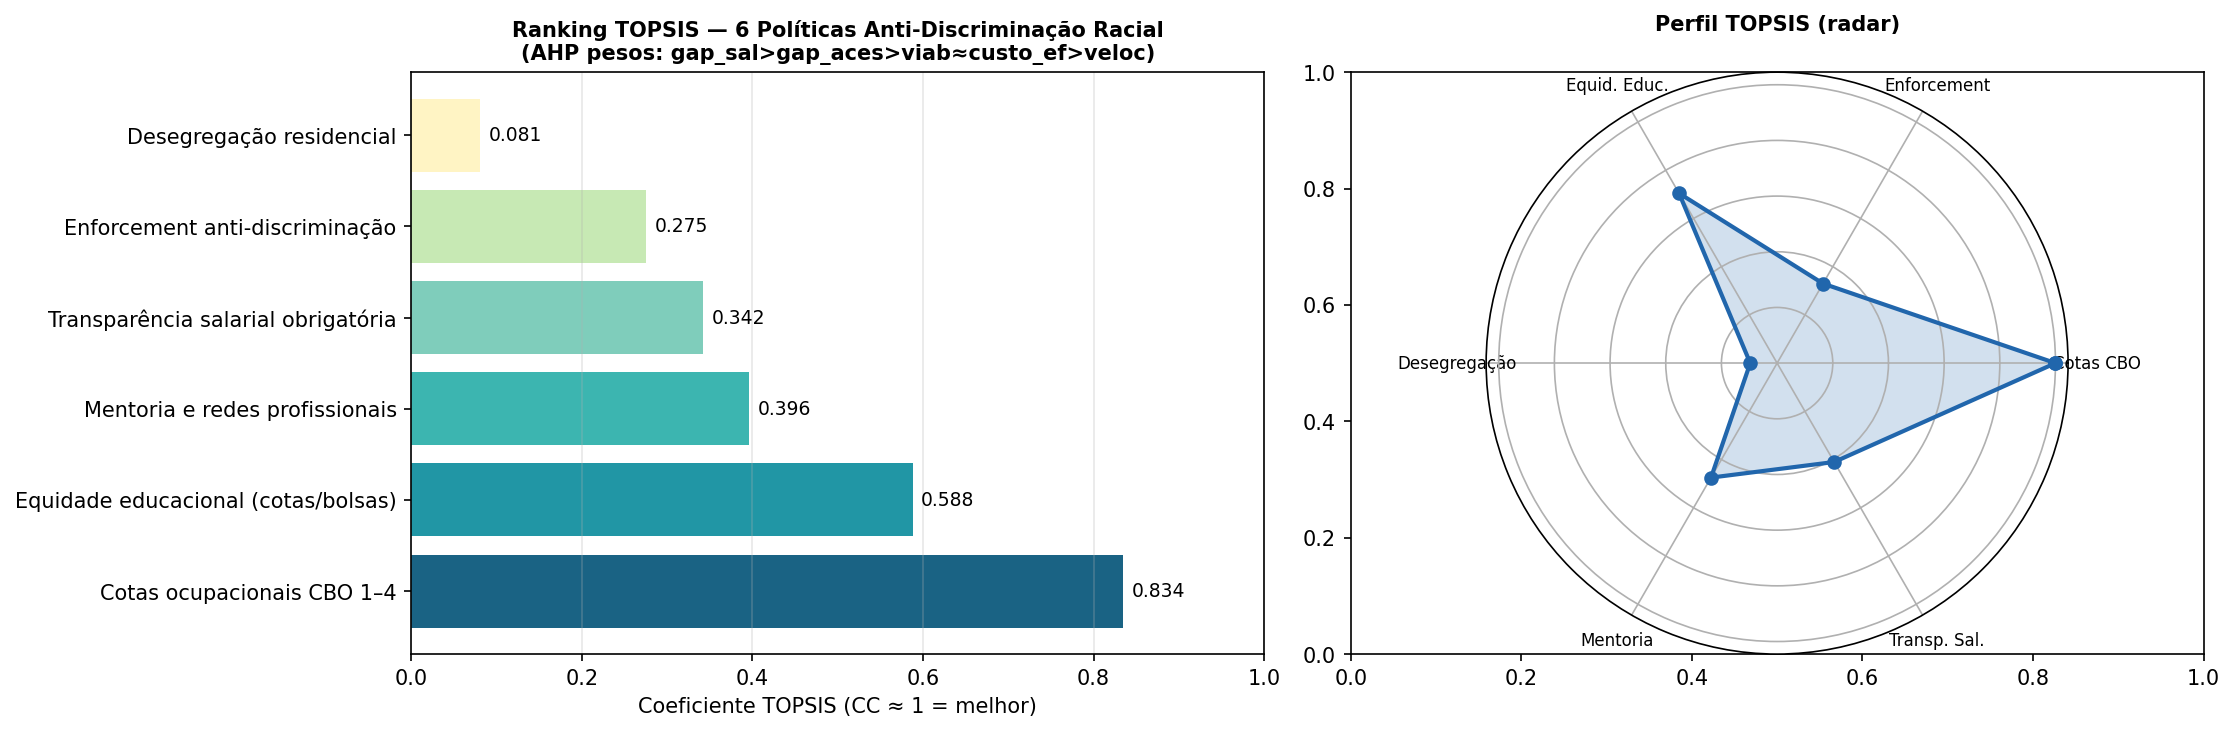 Ranking TOPSIS — 6 Políticas Anti-Discriminação Racial
(AHP pesos: gap_sal>gap_aces>viab≈custo_ef>veloc)
Desegregação residencial
0.081
Enforcement anti-discriminação
0.275
Transparência salarial obrigatória
0.342
Mentoria e redes profissionais
0.396
Equidade educacional (cotas/bolsas)
0.588
Cotas ocupacionais CBO 1–4
0.834
0.0 0.2 0.4 0.6 0.8 1.0
Coeficiente TOPSIS (CC ≈ 1 = melhor)
Perfil TOPSIS (radar)
1.0
0.8
0.6
0.4
0.2
0.0
Equid. Educ.
Enforcement
Desegregação
Cotas CBO
Mentoria
Transp. Sal.
0.0 0.2 0.4 0.6 0.8 1.0